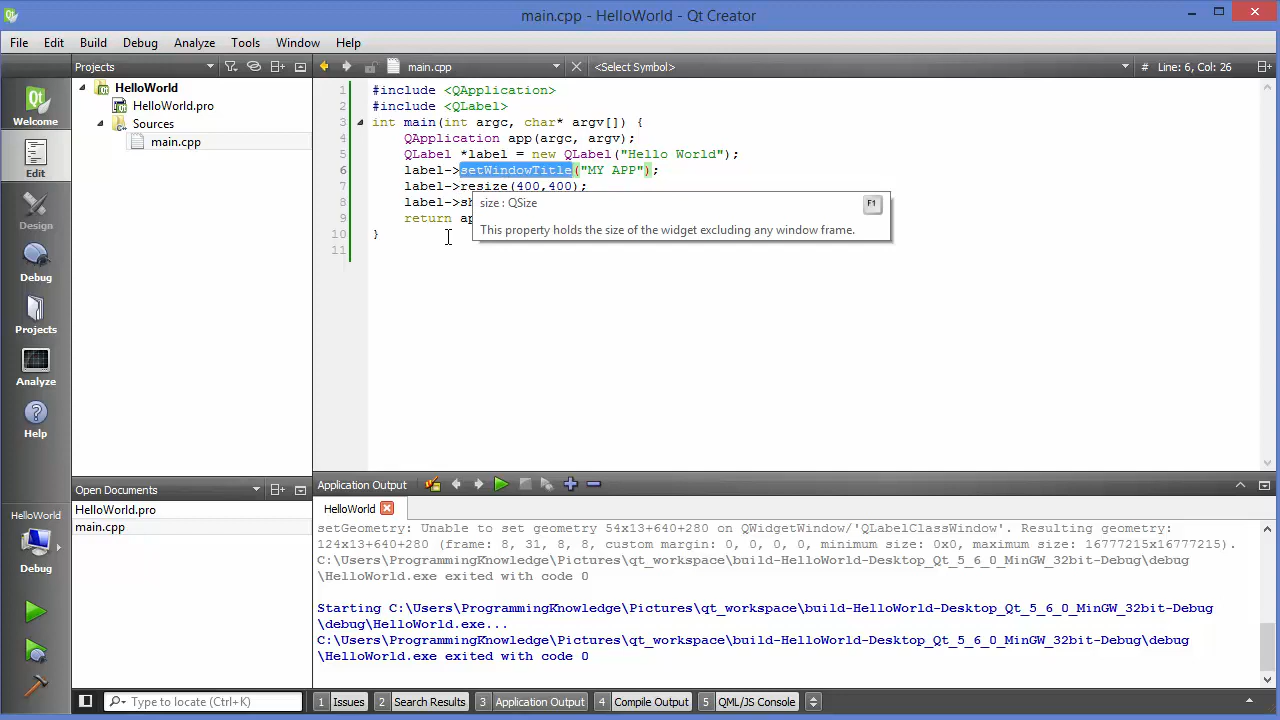 main.cpp - HelloWorld - Qt Creator
File Edit View Build Debug Analyze Tools Window Help
Projects
main.cpp
<Select Symbol>
# Line: 6, Col: 26
Welcome
Edit
Design
Debug
Projects
Analyze
Help
HelloWorld
Debug
HelloWorld
HelloWorld.pro
Sources
main.cpp
Open Documents
HelloWorld.pro
main.cpp
1 #include <QApplication>
2 #include <QLabel>
3 int main(int argc, char* argv[]) {
4 QApplication app(argc, argv);
5 QLabel *label = new QLabel("Hello World");
6 label->setWindowTitle("MY APP");
7 label->resize(400,400);
8 label->sh
9 return ap
10 }
11
size : QSize
F1
This property holds the size of the widget excluding any window frame.
Application Output
HelloWorld
setGeometry: Unable to set geometry 54x13+640+280 on QWidgetWindow/'QLabelClassWindow'. Resulting geometry:
124x13+640+280 (frame: 8, 31, 8, 8, custom margin: 0, 0, 0, 0, minimum size: 0x0, maximum size: 16777215x16777215).
C:\Users\ProgrammingKnowledge\Pictures\qt_workspace\build-HelloWorld-Desktop_Qt_5_6_0_MinGW_32bit-Debug\debug
\HelloWorld.exe exited with code 0
Starting C:\Users\ProgrammingKnowledge\Pictures\qt_workspace\build-HelloWorld-Desktop_Qt_5_6_0_MinGW_32bit-Debug
\debug\HelloWorld.exe...
C:\Users\ProgrammingKnowledge\Pictures\qt_workspace\build-HelloWorld-Desktop_Qt_5_6_0_MinGW_32bit-Debug\debug
\HelloWorld.exe exited with code 0
Type to locate (Ctrl+K)
1 Issues 2 Search Results 3 Application Output 4 Compile Output 5 QML/JS Console